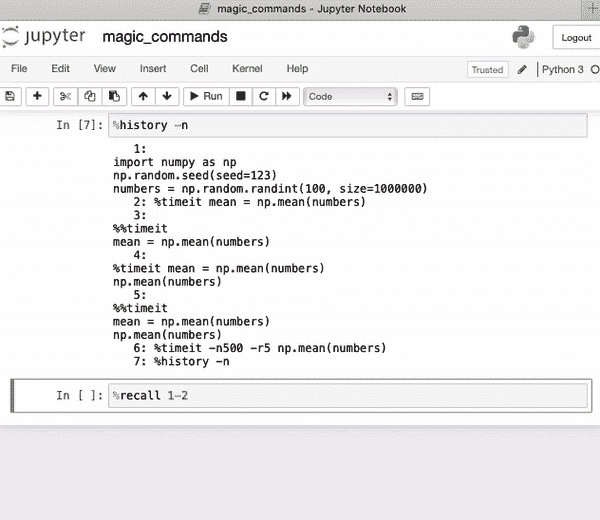 magic_commands - Jupyter Notebook
+
jupyter magic_commands
Logout
File Edit View Insert Cell Kernel Help
Trusted Python 3
Run Code
In [7]: %history -n
1:
import numpy as np
np.random.seed(seed=123)
numbers = np.random.randint(100, size=1000000)
2: %timeit mean = np.mean(numbers)
3:
%%timeit
mean = np.mean(numbers)
4:
%timeit mean = np.mean(numbers)
np.mean(numbers)
5:
%%timeit
mean = np.mean(numbers)
np.mean(numbers)
6: %timeit -n500 -r5 np.mean(numbers)
7: %history -n
In [ ]: %recall 1-2